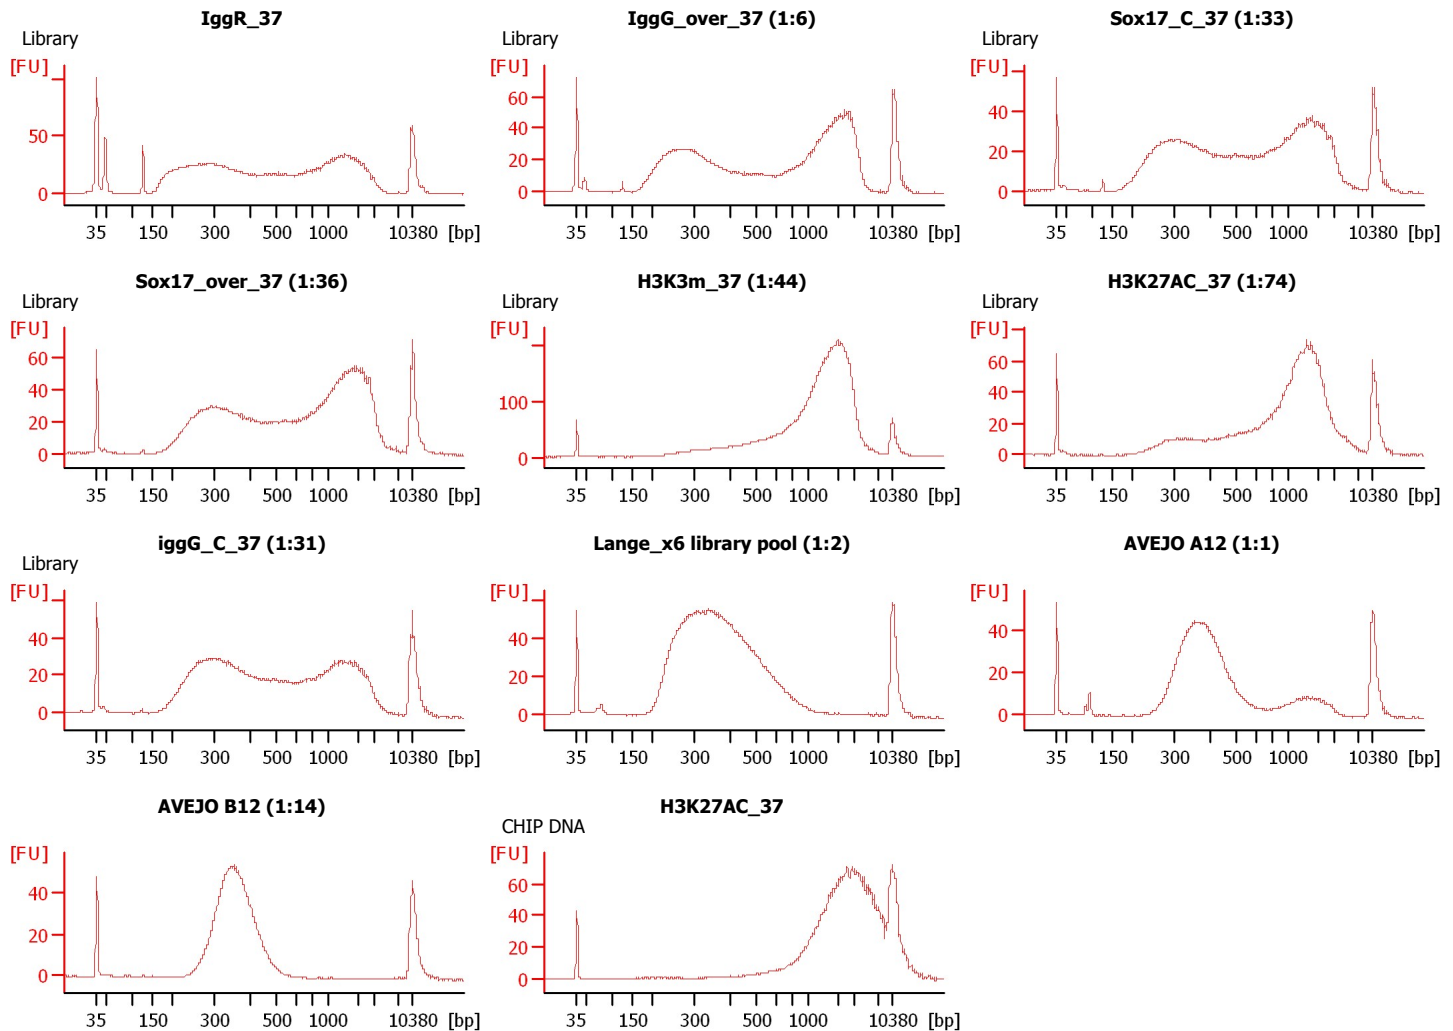 IggR_37
Library
[FU]
50
0
35 150 300 500 1000 10380 [bp]
IggG_over_37 (1:6)
Library
[FU]
60
40
20
0
35 150 300 500 1000 10380 [bp]
Sox17_C_37 (1:33)
Library
[FU]
40
20
0
35 150 300 500 1000 10380 [bp]
Sox17_over_37 (1:36)
Library
[FU]
60
40
20
0
35 150 300 500 1000 10380 [bp]
H3K3m_37 (1:44)
Library
[FU]
100
0
35 150 300 500 1000 10380 [bp]
H3K27AC_37 (1:74)
Library
[FU]
60
40
20
0
35 150 300 500 1000 10380 [bp]
iggG_C_37 (1:31)
Library
[FU]
40
20
0
35 150 300 500 1000 10380 [bp]
Lange_x6 library pool (1:2)
[FU]
40
20
0
35 150 300 500 1000 10380 [bp]
AVEJO A12 (1:1)
[FU]
40
20
0
35 150 300 500 1000 10380 [bp]
AVEJO B12 (1:14)
[FU]
40
20
0
35 150 300 500 1000 10380 [bp]
H3K27AC_37
CHIP DNA
[FU]
60
40
20
0
35 150 300 500 1000 10380 [bp]